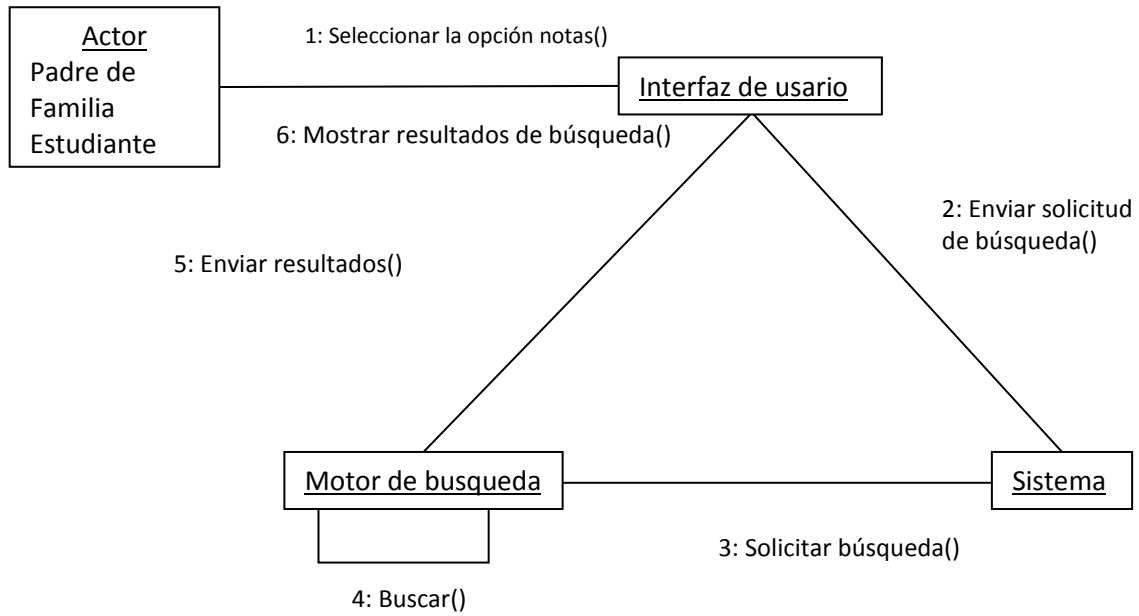 Actor
Padre de
Familia
Estudiante
1: Seleccionar la opción notas()
Interfaz de usario
6: Mostrar resultados de búsqueda()
2: Enviar solicitud
de búsqueda()
5: Enviar resultados()
Motor de busqueda
Sistema
3: Solicitar búsqueda()
4: Buscar()